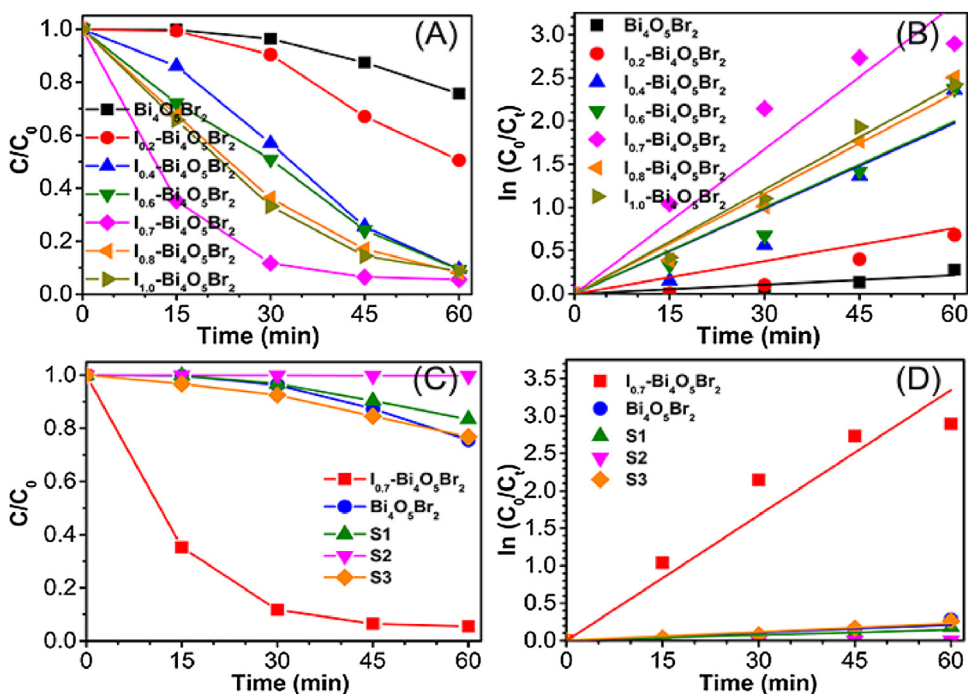 (A)
C/C₀
1.0
0.8
0.6
0.4
0.2
0.0
Bi₄O₅Br₂
I₀.₂-Bi₄O₅Br₂
I₀.₄-Bi₄O₅Br₂
I₀.₆-Bi₄O₅Br₂
I₀.₇-Bi₄O₅Br₂
I₀.₈-Bi₄O₅Br₂
I₁.₀-Bi₄O₅Br₂
0 15 30 45 60
Time (min)
(B)
ln (C₀/Cₜ)
3.0
2.5
2.0
1.5
1.0
0.5
0.0
Bi₄O₅Br₂
I₀.₂-Bi₄O₅Br₂
I₀.₄-Bi₄O₅Br₂
I₀.₆-Bi₄O₅Br₂
I₀.₇-Bi₄O₅Br₂
I₀.₈-Bi₄O₅Br₂
I₁.₀-Bi₄O₅Br₂
0 15 30 45 60
Time (min)
(C)
C/C₀
1.0
0.8
0.6
0.4
0.2
0.0
I₀.₇-Bi₄O₅Br₂
Bi₄O₅Br₂
S1
S2
S3
0 15 30 45 60
Time (min)
(D)
ln (C₀/Cₜ)
3.5
3.0
2.5
2.0
1.5
1.0
0.5
0.0
I₀.₇-Bi₄O₅Br₂
Bi₄O₅Br₂
S1
S2
S3
0 15 30 45 60
Time (min)